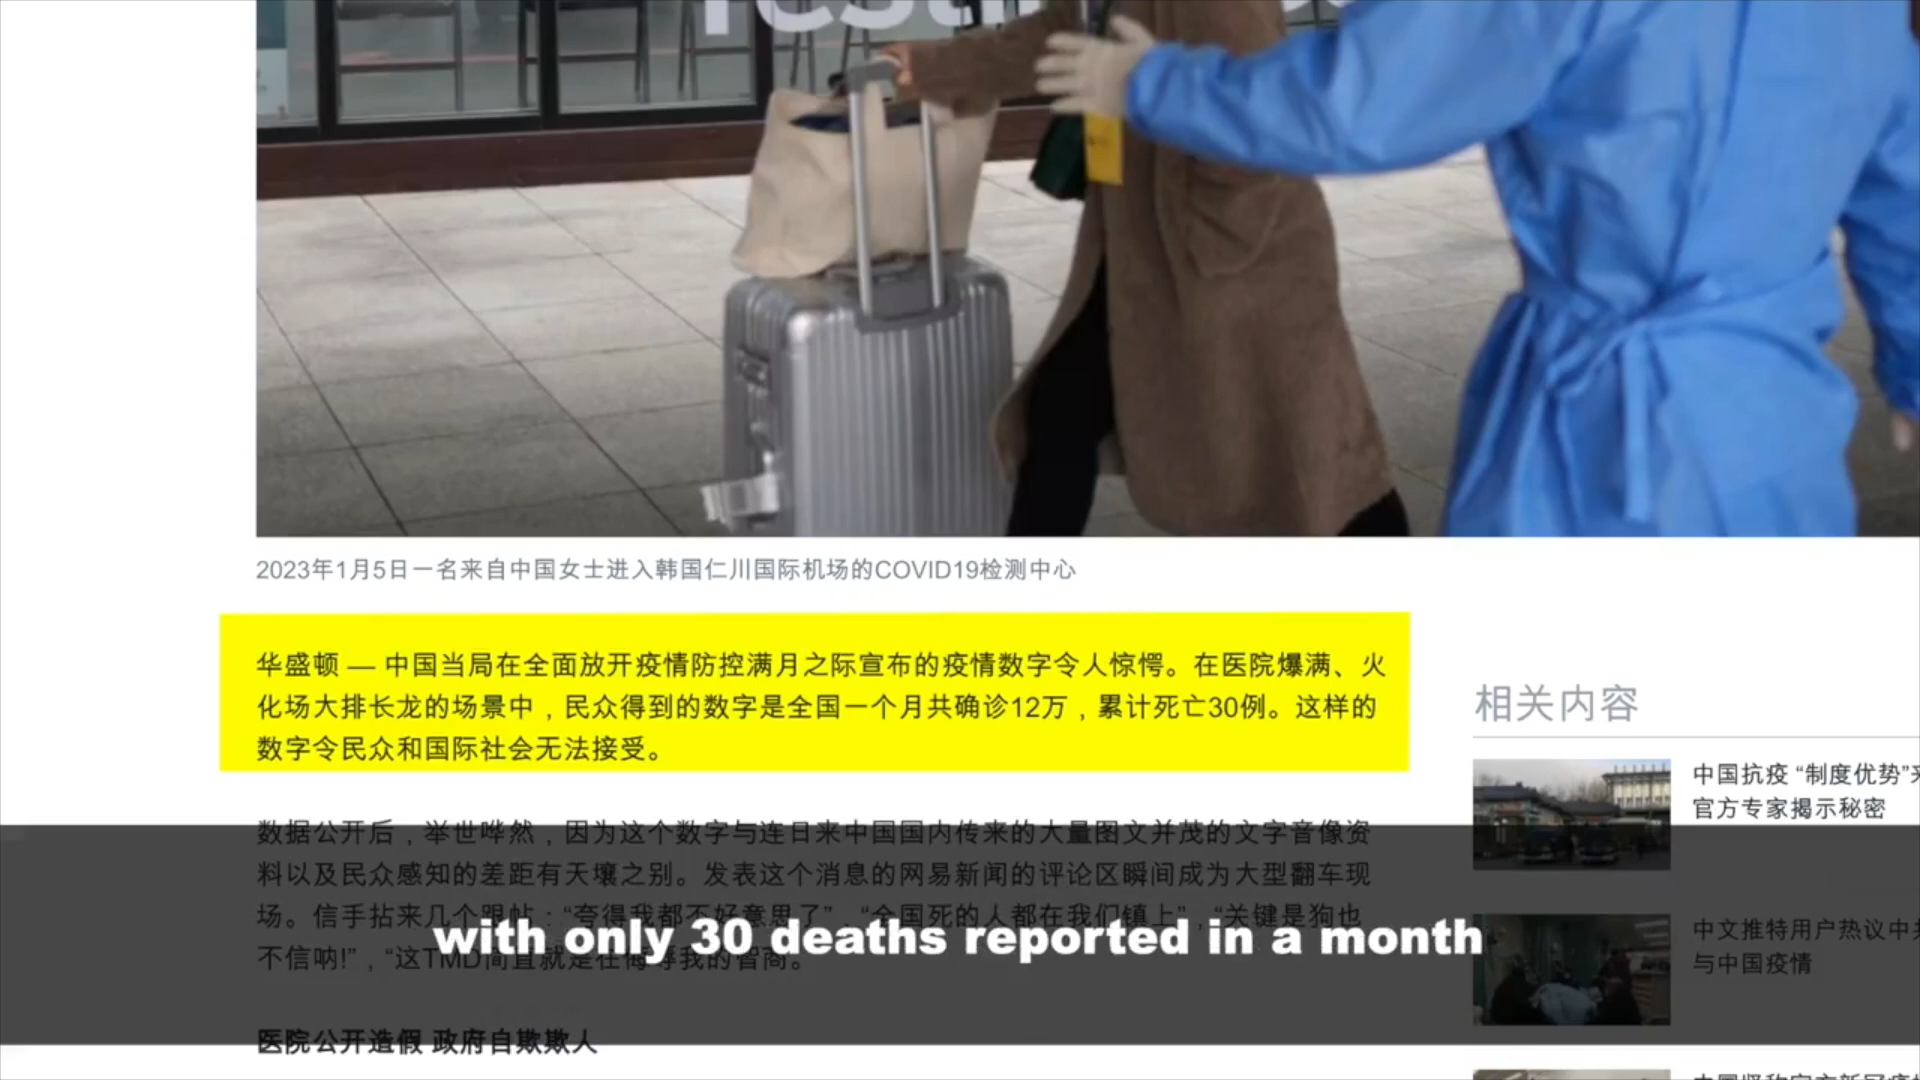 2023年1月5日一名来自中国女士进入韩国仁川国际机场的COVID19检测中心
华盛顿 — 中国当局在全面放开疫情防控满月之际宣布的疫情数字令人惊愕。在医院爆满、火
化场大排长龙的场景中，民众得到的数字是全国一个月共确诊12万，累计死亡30例。这样的
数字令民众和国际社会无法接受。
数据公开后，举世哗然，因为这个数字与连日来中国国内传来的大量图文并茂的文字音像资
料以及民众感知的差距有天壤之别。发表这个消息的网易新闻的评论区瞬间成为大型翻车现
场。信手拈来几个跟帖：“夸得我都不好意思了”，“全国死的人都在我们镇上”，“关键是狗也
不信呐!”，“这TMD简直就是在侮辱我的智商。
with only 30 deaths reported in a month
医院公开造假 政府自欺欺人
相关内容
中国抗疫 “制度优势”
官方专家揭示秘密
中文推特用户热议中
与中国疫情